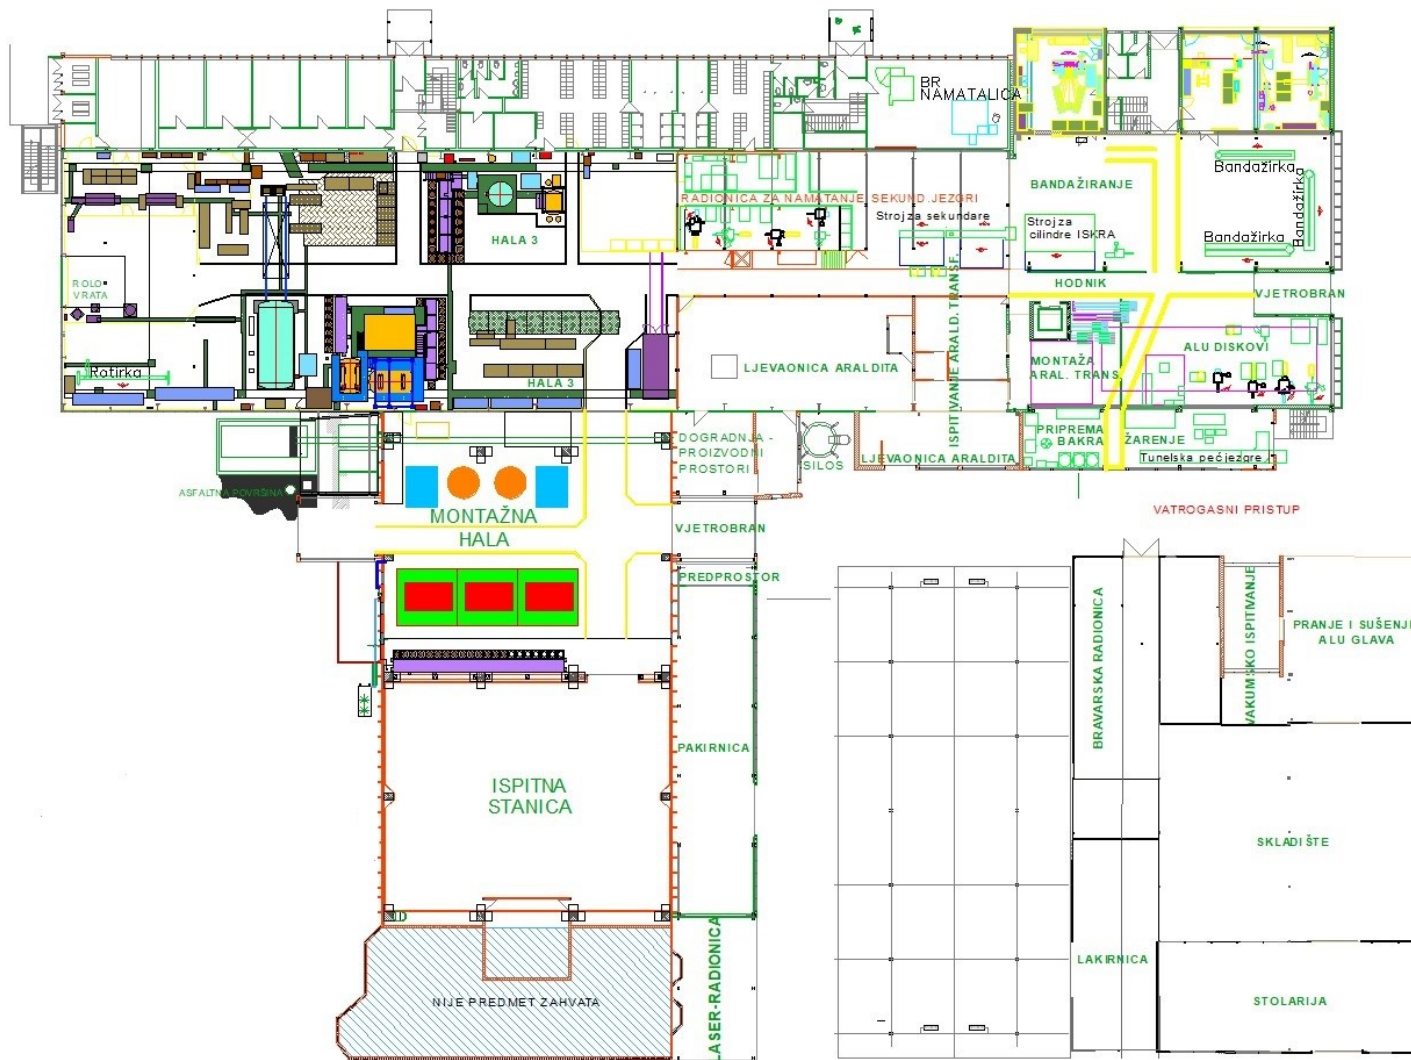 BR
NAMATALICA
BANDAŽIRANJE
Bandažirka
Bandažirka
Bandažirka
RADIONICA ZA NAMATANJE SEKUND.JEZGRI
Stroj za sekundare
Stroj za
cilindre ISKRA
HALA 3
ROLO
VRATA
HODNIK
VJETROBRAN
ISPITIVANJE ARALD. TRANSF.
ALU DISKOVI
MONTAŽA
ARAL. TRANS
LJEVAONICA ARALDITA
Rotirka
HALA 3
PRIPREMA
BAKRA
ŽARENJE
Tunelska peć jezgre
DOGRADNJA -
PROIZVODNI
PROSTORI
SILOS
LJEVAONICA ARALDITA
ASFALTNA POVRŠINA
MONTAŽNA
HALA
VJETROBRAN
VATROGASNI PRISTUP
PREDPROSTOR
BRAVARSKA RADIONICA
VAKUMSKO ISPITIVANJE
PRANJE I SUŠENJE
ALU GLAVA
PAKIRNICA
ISPITNA
STANICA
SKLADIŠTE
LASER-RADIONICA
LAKIRNICA
NIJE PREDMET ZAHVATA
STOLARIJA